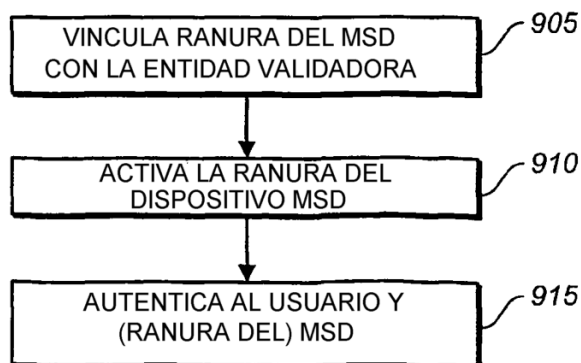 VINCULA RANURA DEL MSD
CON LA ENTIDAD VALIDADORA
905
ACTIVA LA RANURA DEL
DISPOSITIVO MSD
910
AUTENTICA AL USUARIO Y
(RANURA DEL) MSD
915